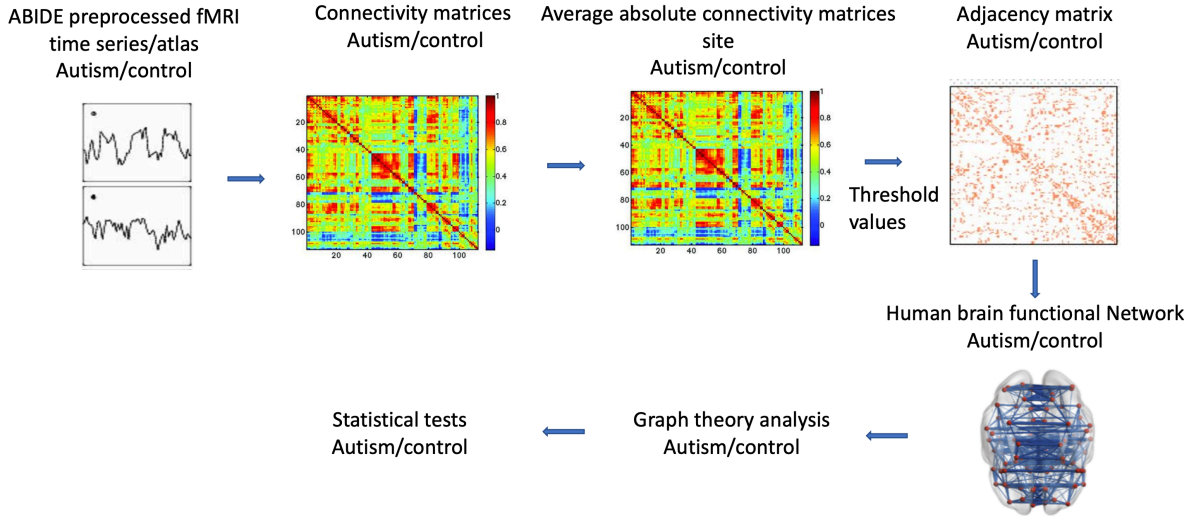 ABIDE preprocessed fMRI
time series/atlas
Autism/control
Connectivity matrices
Autism/control
Average absolute connectivity matrices
site
Autism/control
Adjacency matrix
Autism/control
1
0.8
0.6
0.4
0.2
0
20
40
60
80
100
20 40 60 80 100
1
0.8
0.6
0.4
0.2
20
40
60
80
100
20 40 60 80 100
Threshold
values
Human brain functional Network
Autism/control
Graph theory analysis
Autism/control
Statistical tests
Autism/control